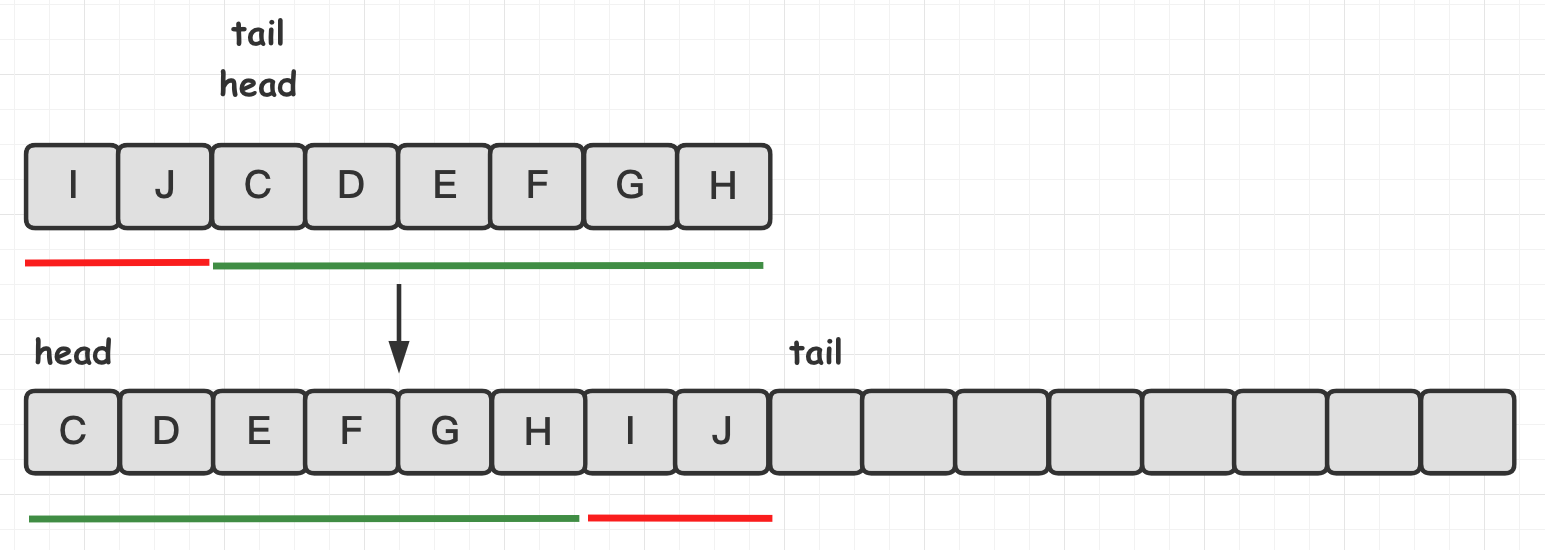 tail
head
I J C D E F G H
head tail
C D E F G H I J